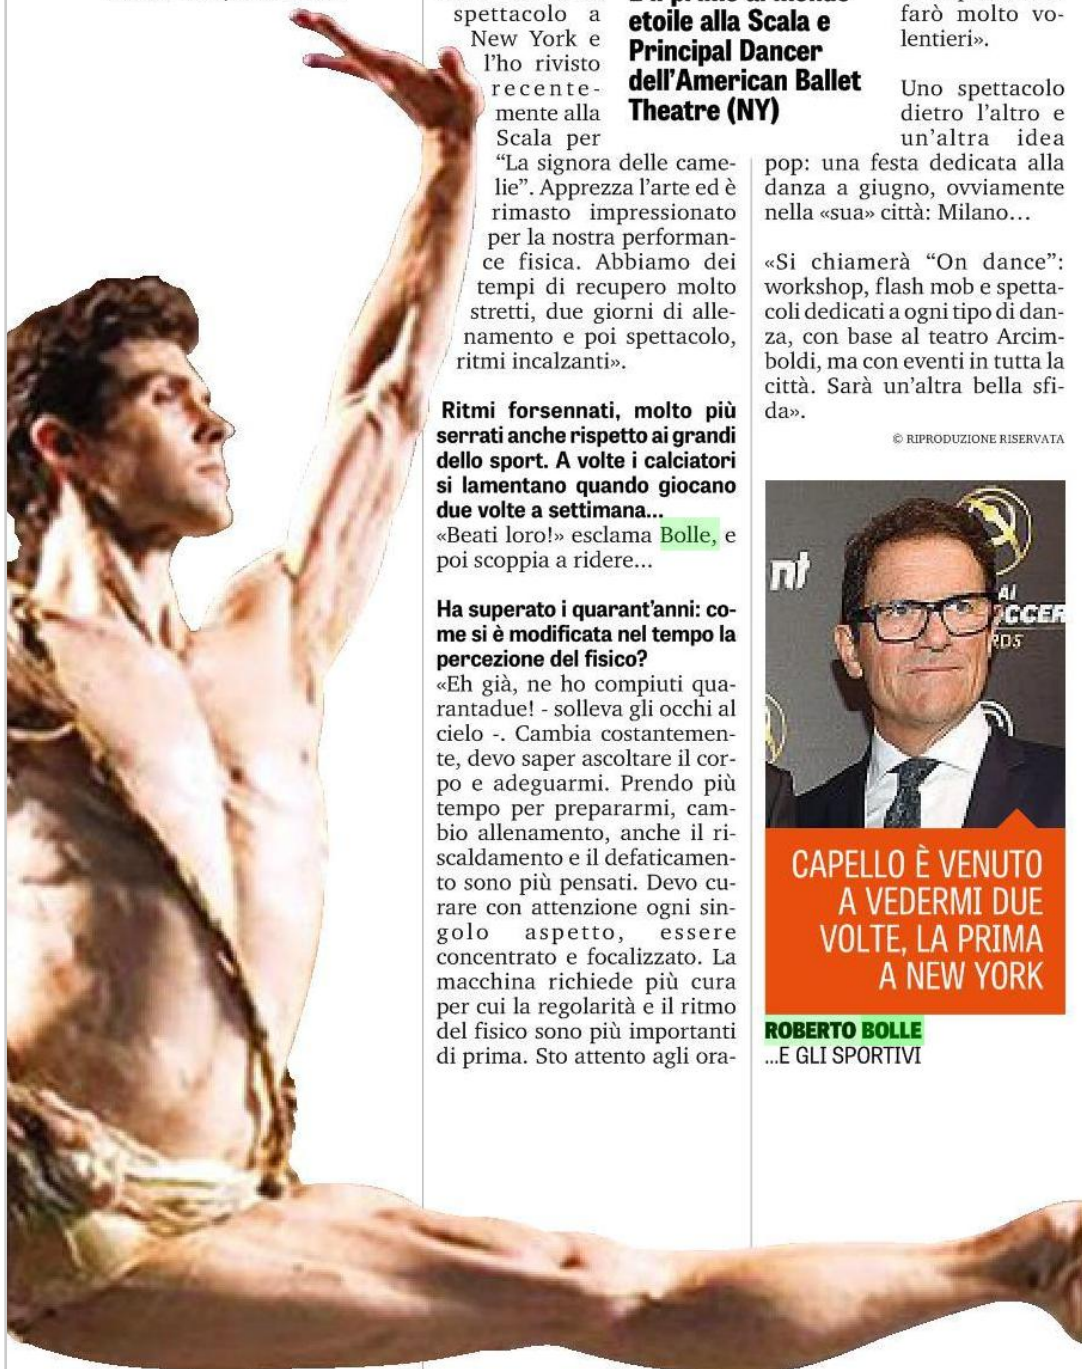 spettacolo a
New York e
l'ho rivisto
recente-
mente alla
Scala per
“La signora delle came-
lie”. Apprezza l'arte ed è
rimasto impressionato
per la nostra performan-
ce fisica. Abbiamo dei
tempi di recupero molto
stretti, due giorni di alle-
namento e poi spettacolo,
ritmi incalzanti».
Ritmi forsennati, molto più
serrati anche rispetto ai grandi
dello sport. A volte i calciatori
si lamentano quando giocano
due volte a settimana...
«Beati loro!» esclama Bolle, e
poi scoppia a ridere...
Ha superato i quarant'anni: co-
me si è modificata nel tempo la
percezione del fisico?
«Eh già, ne ho compiuti qua-
rantadue! - solleva gli occhi al
cielo -. Cambia costantemen-
te, devo saper ascoltare il cor-
po e adeguarmi. Prendo più
tempo per prepararmi, cam-
bio allenamento, anche il ri-
scaldamento e il defaticamen-
to sono più pensati. Devo cu-
rare con attenzione ogni sin-
golo aspetto, essere
concentrato e focalizzato. La
macchina richiede più cura
per cui la regolarità e il ritmo
del fisico sono più importanti
di prima. Sto attento agli ora-
etoile alla Scala e
Principal Dancer
dell'American Ballet
Theatre (NY)
farò molto vo-
lentieri».
Uno spettacolo
dietro l'altro e
un'altra idea
pop: una festa dedicata alla
danza a giugno, ovviamente
nella «sua» città: Milano...
«Si chiamerà “On dance”:
workshop, flash mob e spetta-
coli dedicati a ogni tipo di dan-
za, con base al teatro Arcim-
boldi, ma con eventi in tutta la
città. Sarà un'altra bella sfi-
da».
© RIPRODUZIONE RISERVATA
nt
AI
CCER
RDS
CAPELLO È VENUTO
A VEDERMI DUE
VOLTE, LA PRIMA
A NEW YORK
ROBERTO BOLLE
...E GLI SPORTIVI